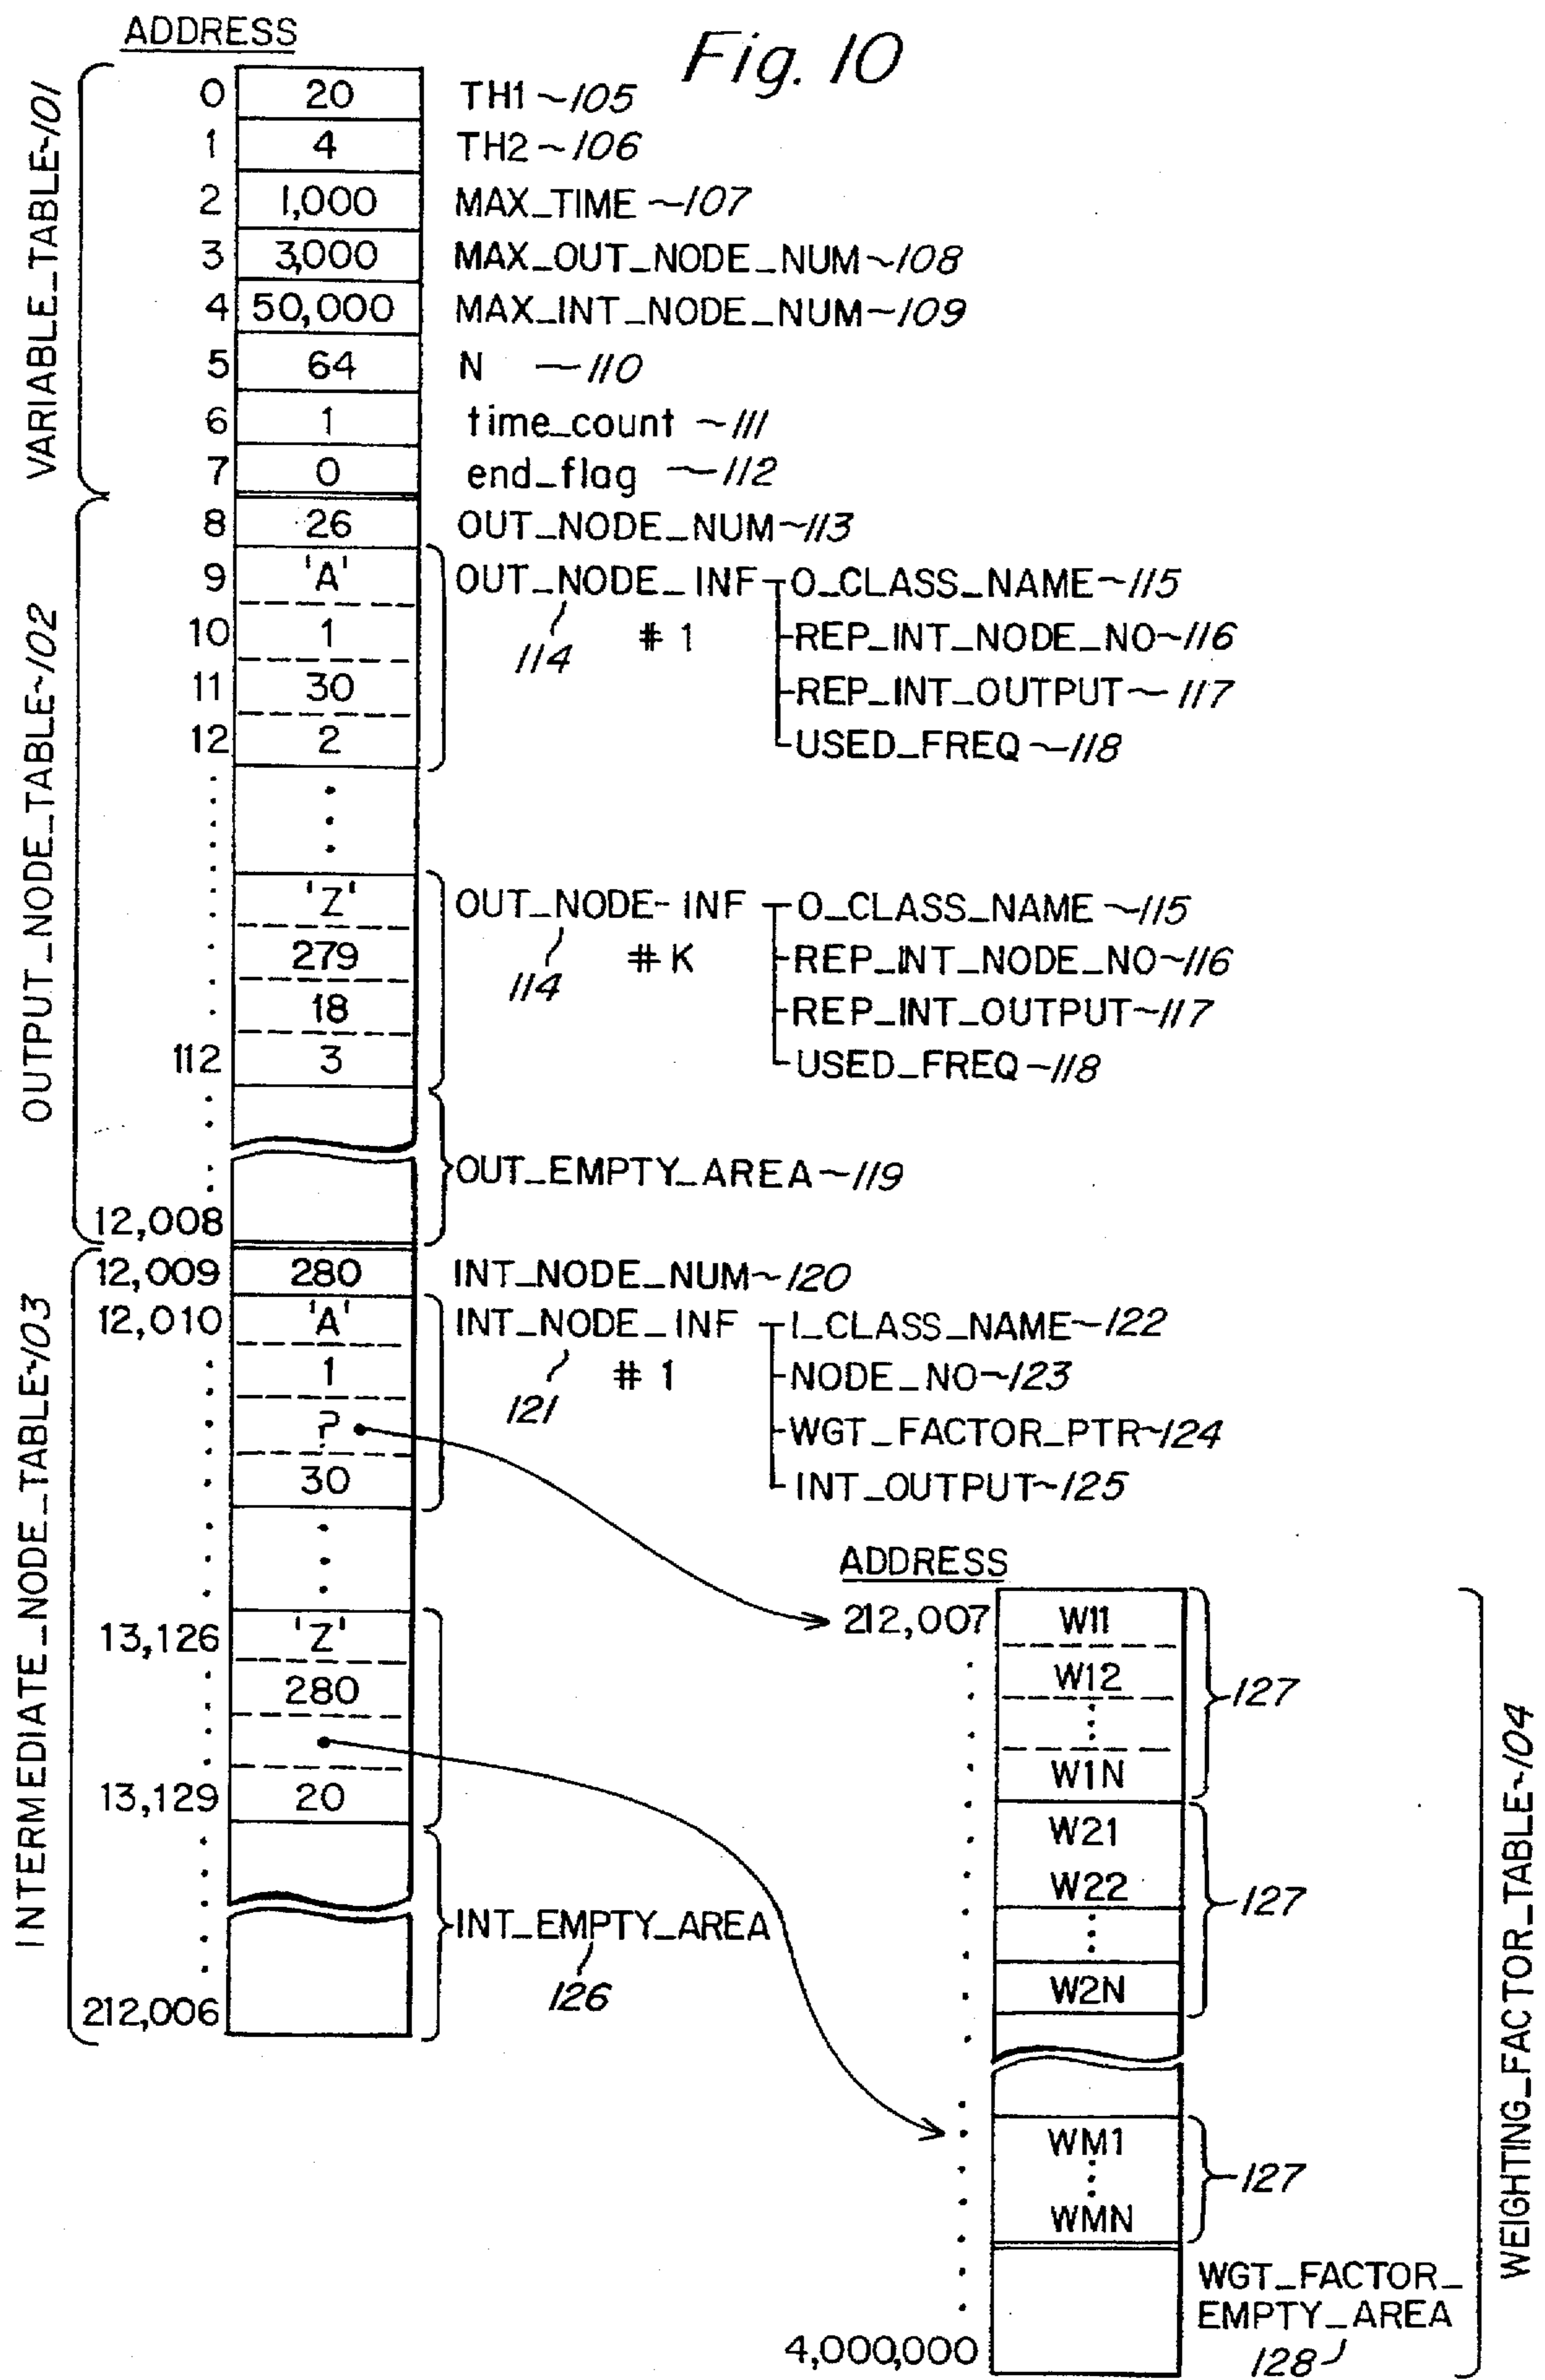 ADDRESS
Fig. 10
VARIABLE_TABLE~101
0 20 TH1~105
1 4 TH2~106
2 1,000 MAX_TIME~107
3 3,000 MAX_OUT_NODE_NUM~108
4 50,000 MAX_INT_NODE_NUM~109
5 64 N ~110
6 1 time_count ~111
7 0 end_flag ~112
OUTPUT_NODE_TABLE~102
8 26 OUT_NODE_NUM~113
9 'A' OUT_NODE_INF O_CLASS_NAME~115
10 1 114 #1 REP_INT_NODE_NO~116
11 30 REP_INT_OUTPUT~117
12 2 USED_FREQ~118
'Z' OUT_NODE-INF O_CLASS_NAME~115
279 114 #K REP_INT_NODE_NO~116
18 REP_INT_OUTPUT~117
112 3 USED_FREQ~118
OUT_EMPTY_AREA~119
12,008
INTERMEDIATE_NODE_TABLE~103
12,009 280 INT_NODE_NUM~120
12,010 'A' INT_NODE_INF I_CLASS_NAME~122
1 121 #1 NODE_NO~123
? WGT_FACTOR_PTR~124
30 INT_OUTPUT~125
13,126 'Z'
280
13,129 20
INT_EMPTY_AREA
126
212,006
ADDRESS
212,007 W11
W12
W1N
127
W21
W22
W2N
127
WM1
WMN
127
WGT_FACTOR_
EMPTY_AREA
128
4,000,000
WEIGHTING_FACTOR_TABLE~104